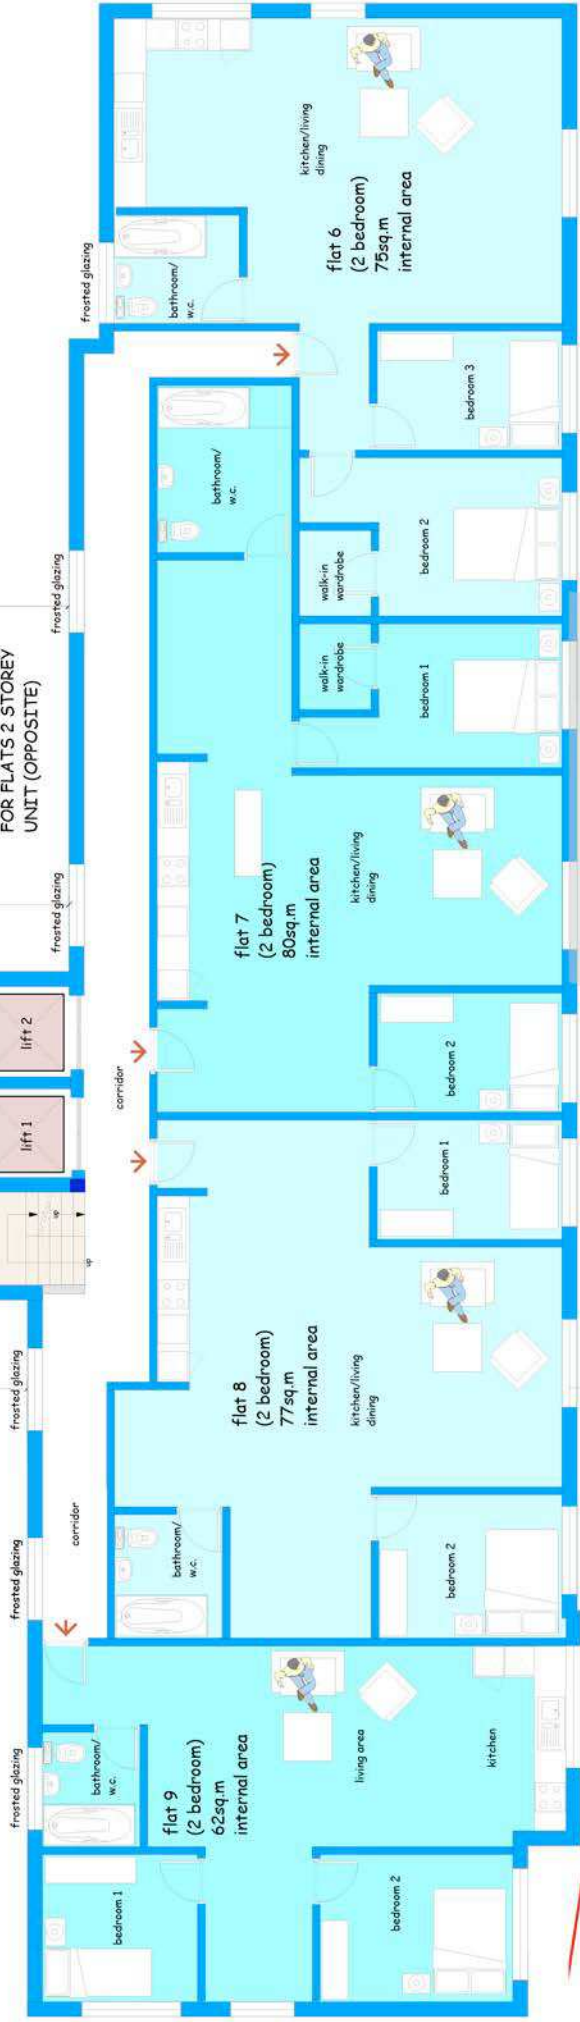 FOR FLATS 2 STOREY
UNIT (OPPOSITE)
frosted glazing
frosted glazing
frosted glazing
frosted glazing
frosted glazing
frosted glazing
lift 1
lift 2
up
up
corridor
corridor
flat 6
(2 bedroom)
75sq.m
internal area
kitchen/living
dining
bathroom/
w.c.
bedroom 3
bedroom 2
walk-in
wardrobe
flat 7
(2 bedroom)
80sq.m
internal area
kitchen/living
dining
bathroom/
w.c.
walk-in
wardrobe
bedroom 1
bedroom 2
flat 8
(2 bedroom)
77sq.m
internal area
kitchen/living
dining
bedroom 1
bathroom/
w.c.
bedroom 2
flat 9
(2 bedroom)
62sq.m
internal area
living area
kitchen
bathroom/
w.c.
bedroom 1
bedroom 2